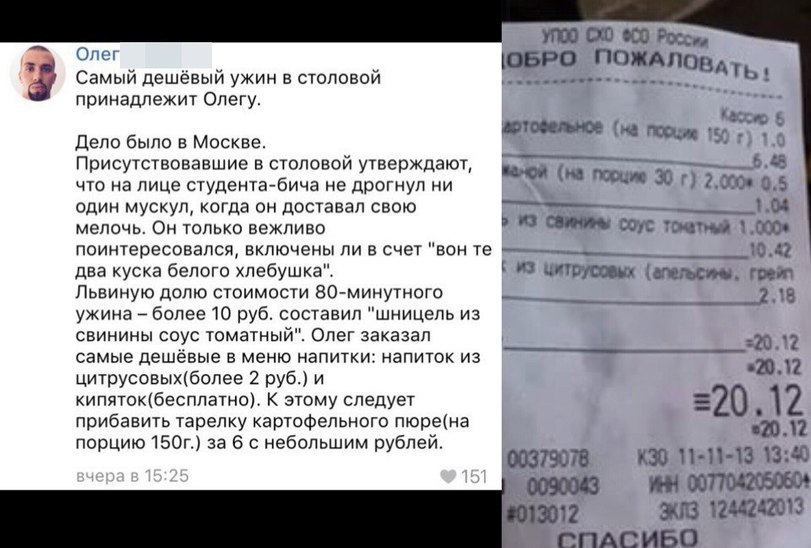 Олег
Самый дешёвый ужин в столовой
принадлежит Олегу.
Дело было в Москве.
Присутствовавшие в столовой утверждают,
что на лице студента-бича не дрогнул ни
один мускул, когда он доставал свою
мелочь. Он только вежливо
поинтересовался, включены ли в счет "вон те
два куска белого хлебушка".
Львиную долю стоимости 80-минутного
ужина – более 10 руб. составил "шницель из
свинины соус томатный". Олег заказал
самые дешёвые в меню напитки: напиток из
цитрусовых(более 2 руб.) и
кипяток(бесплатно). К этому следует
прибавить тарелку картофельного пюре(на
порцию 150г.) за 6 с небольшим рублей.
вчера в 15:25
151
УПОО СХО ФСО России
ДОБРО ПОЖАЛОВАТЬ!
Кассир 6
артофельное (на порцию 150 г) 1.0
6.48
жаной (на порцию 30 г) 2.000* 0.5
1.04
ь из свинины соус томатный 1.000*
10.42
к из цитрусовых (апельсины, грейп
2.18
=20.12
=20.12
=20.12
=20.12
00379078 К30 11-11-13 13:40
0090043 ИНН 007704205060*
#013012 ЭКЛЗ 1244242013
СПАСИБО